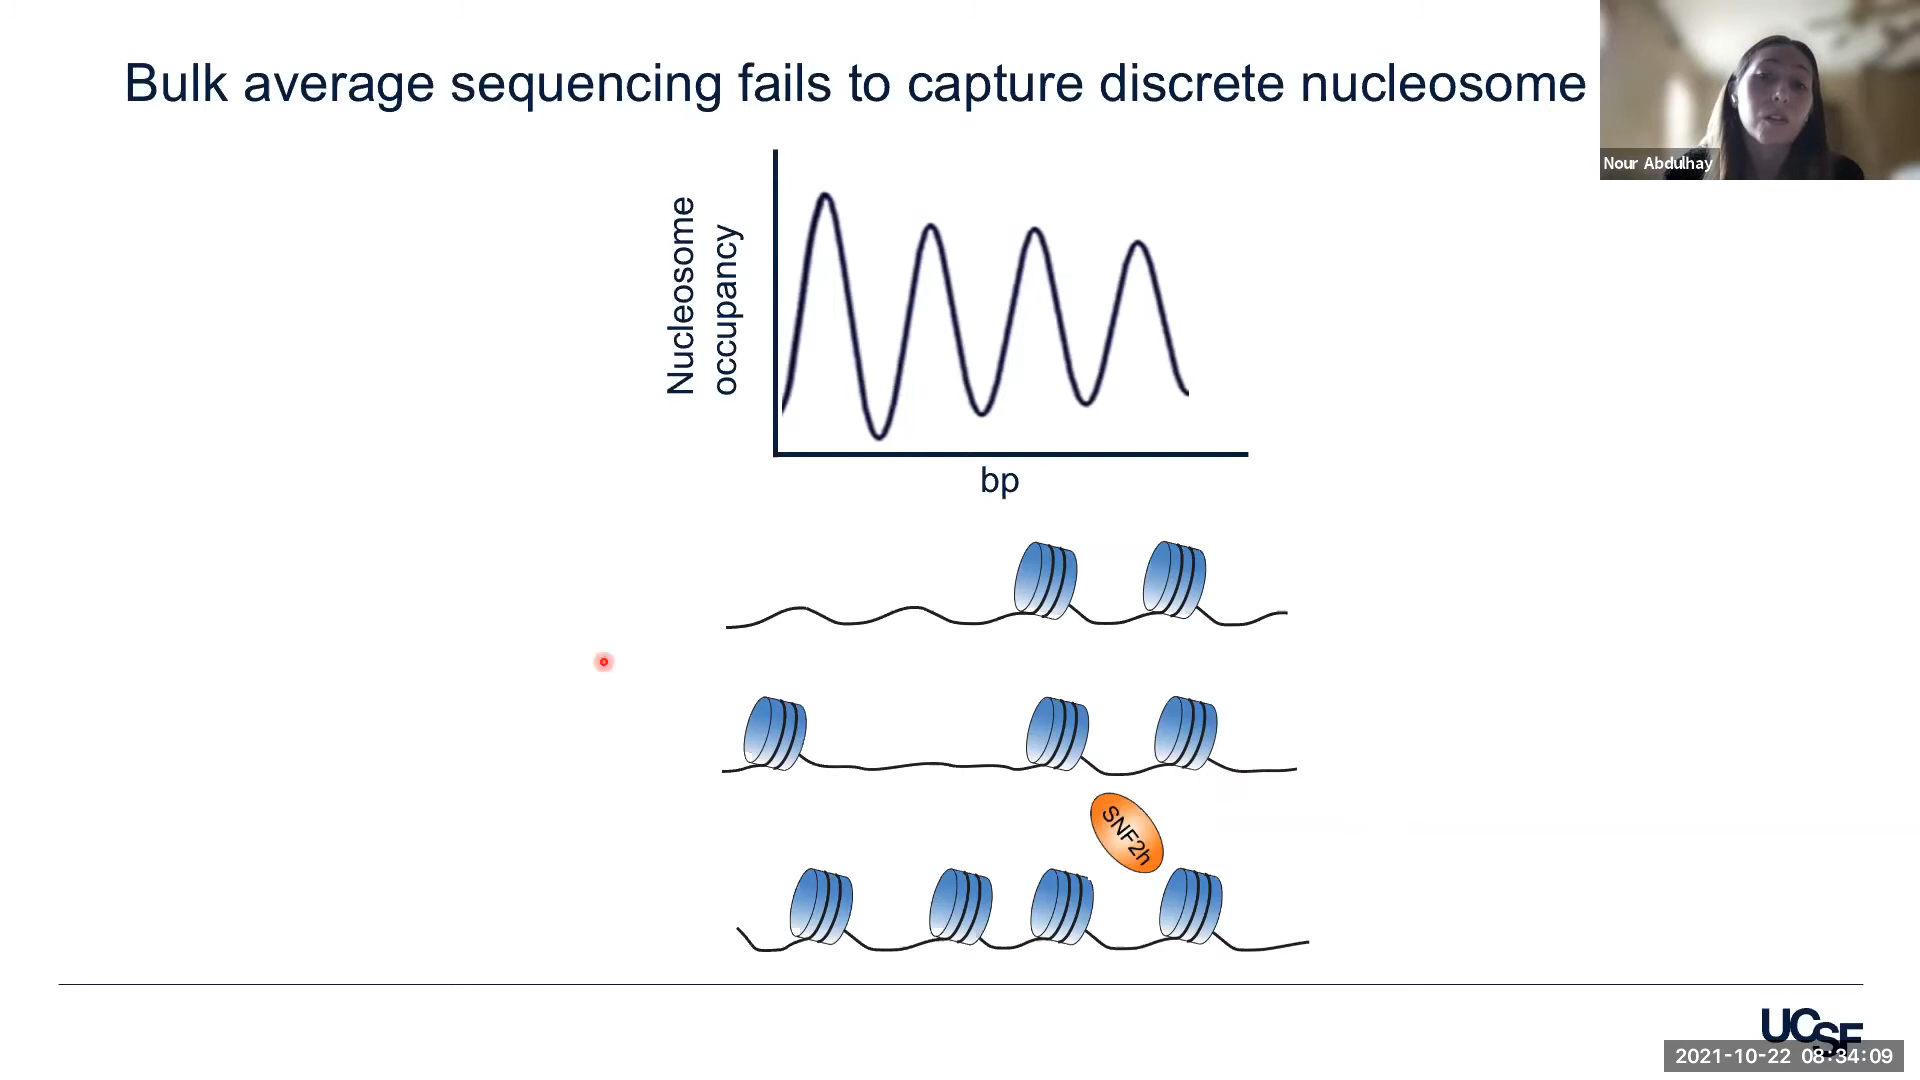 Bulk average sequencing fails to capture discrete nucleosome
Nour Abdulhay
Nucleosome
occupancy
bp
SNF2h
UCSF
2021-10-22 08:34:09